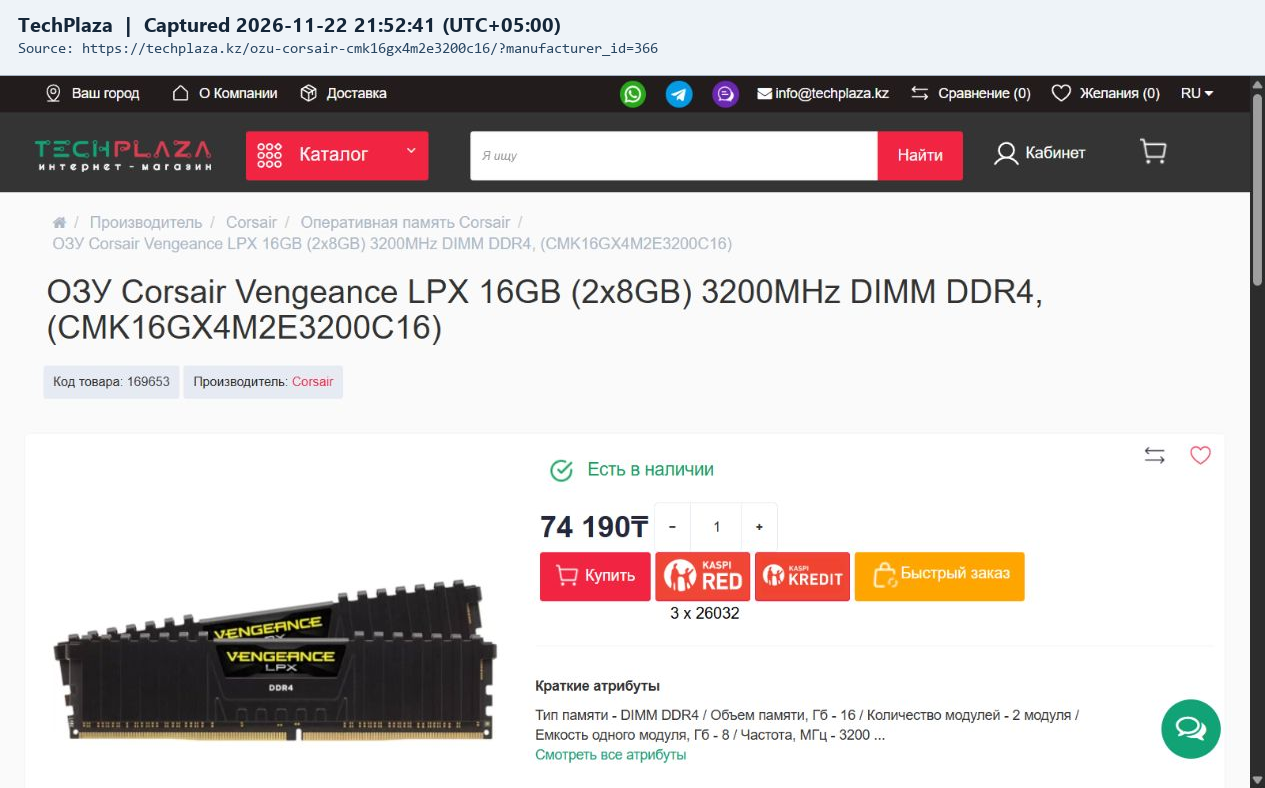 TechPlaza | Captured 2026-11-22 21:52:41 (UTC+05:00)
Source: https://techplaza.kz/ozu-corsair-cmk16gx4m2e3200c16/?manufacturer_id=366
Ваш город О Компании Доставка info@techplaza.kz Сравнение (0) Желания (0) RU
TECHPLAZA
интернет - магазин
Каталог Я ищу Найти Кабинет
/ Производитель / Corsair / Оперативная память Corsair /
ОЗУ Corsair Vengeance LPX 16GB (2x8GB) 3200MHz DIMM DDR4, (CMK16GX4M2E3200C16)
ОЗУ Corsair Vengeance LPX 16GB (2x8GB) 3200MHz DIMM DDR4,
(CMK16GX4M2E3200C16)
Код товара: 169653 Производитель: Corsair
Есть в наличии
74 190₸ - 1 +
Купить KASPI RED KASPI KREDIT Быстрый заказ
3 x 26032
VENGEANCE
LPX
VENGEANCE
LPX
DDR4
Краткие атрибуты
Тип памяти - DIMM DDR4 / Объем памяти, Гб - 16 / Количество модулей - 2 модуля /
Емкость одного модуля, Гб - 8 / Частота, МГц - 3200 ...
Смотреть все атрибуты